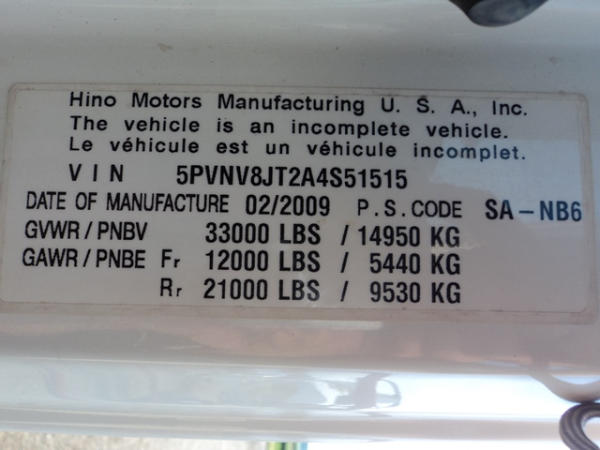 Hino Motors Manufacturing U. S. A., Inc.
The vehicle is an incomplete vehicle.
Le véhicule est un véhicule incomplet.
VIN 5PVNV8JT2A4S51515
DATE OF MANUFACTURE 02/2009 P.S.CODE SA-NB6
GVWR/PNBV 33000 LBS / 14950 KG
GAWR/PNBE Fr 12000 LBS / 5440 KG
Rr 21000 LBS / 9530 KG